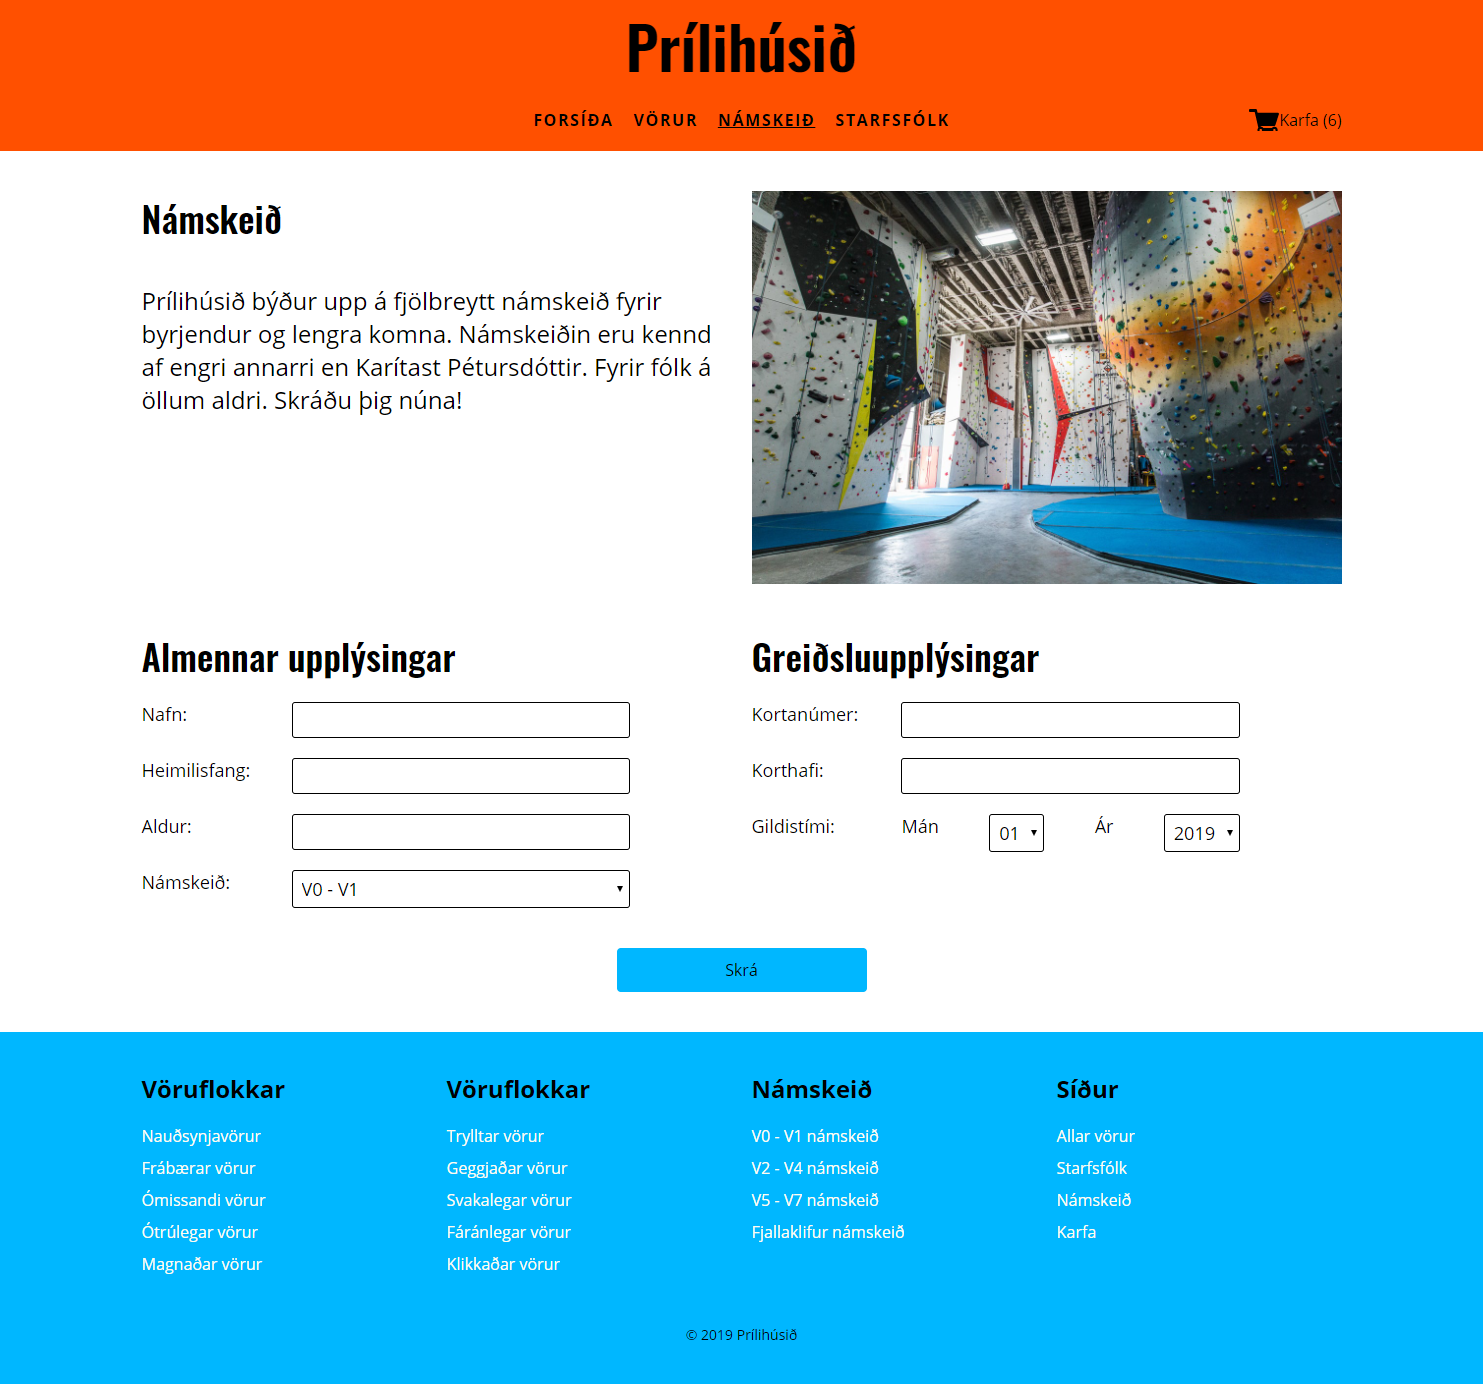 Prílihúsið
FORSÍÐA VÖRUR NÁMSKEIÐ STARFSFÓLK
Karfa (6)
Námskeið
Prílihúsið býður upp á fjölbreytt námskeið fyrir
byrjendur og lengra komna. Námskeiðin eru kennd
af engri annarri en Karítast Pétursdóttir. Fyrir fólk á
öllum aldri. Skráðu þig núna!
Almennar upplýsingar
Nafn:
Heimilisfang:
Aldur:
Námskeið: V0 - V1
Greiðsluupplýsingar
Kortanúmer:
Korthafi:
Gildistími: Mán 01 Ár 2019
Skrá
Vöruflokkar
Nauðsynjavörur
Frábærar vörur
Ómissandi vörur
Ótrúlegar vörur
Magnaðar vörur
Vöruflokkar
Trylltar vörur
Geggjaðar vörur
Svakalegar vörur
Fáránlegar vörur
Klikkaðar vörur
Námskeið
V0 - V1 námskeið
V2 - V4 námskeið
V5 - V7 námskeið
Fjallaklifur námskeið
Síður
Allar vörur
Starfsfólk
Námskeið
Karfa
© 2019 Prílihúsið